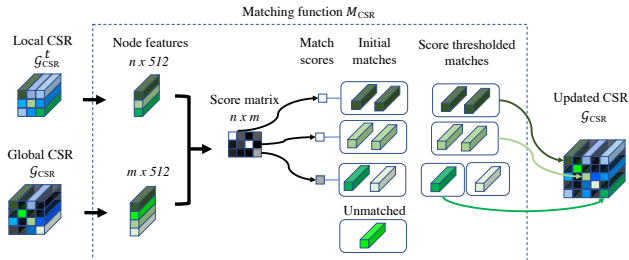 Matching function M_CSR
Local CSR
𝒢^t_CSR
Node features
n x 512
Match
scores
Initial
matches
Score thresholded
matches
Score matrix
n x m
Updated CSR
𝒢_CSR
Global CSR
𝒢_CSR
m x 512
Unmatched